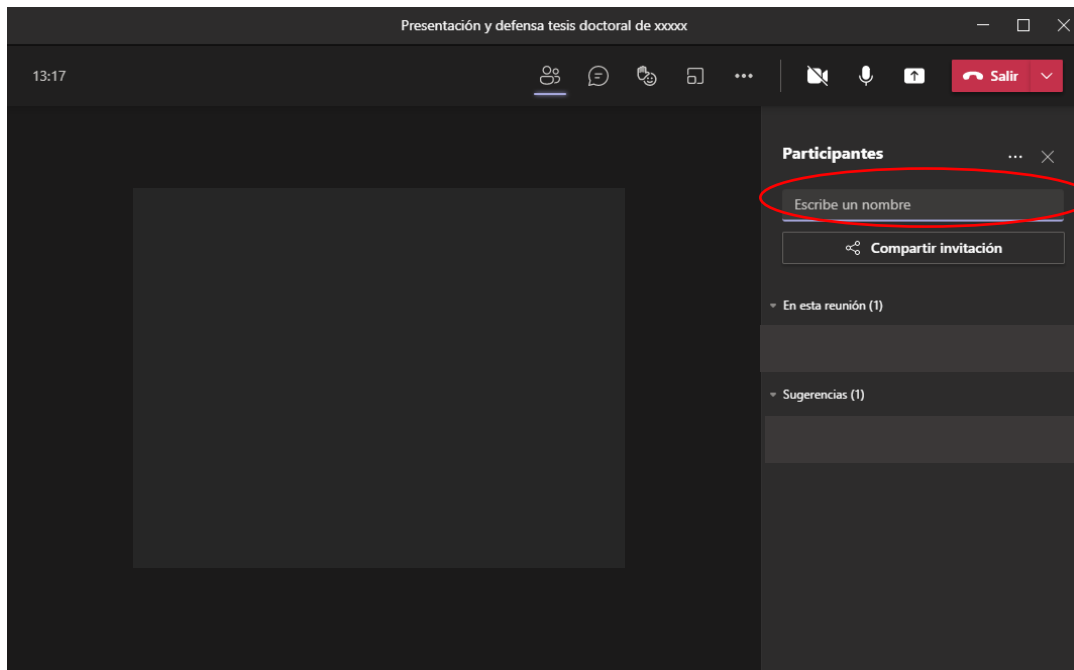 Presentación y defensa tesis doctoral de xxxxx
13:17
Salir
Participantes
Escribe un nombre
Compartir invitación
En esta reunión (1)
Sugerencias (1)